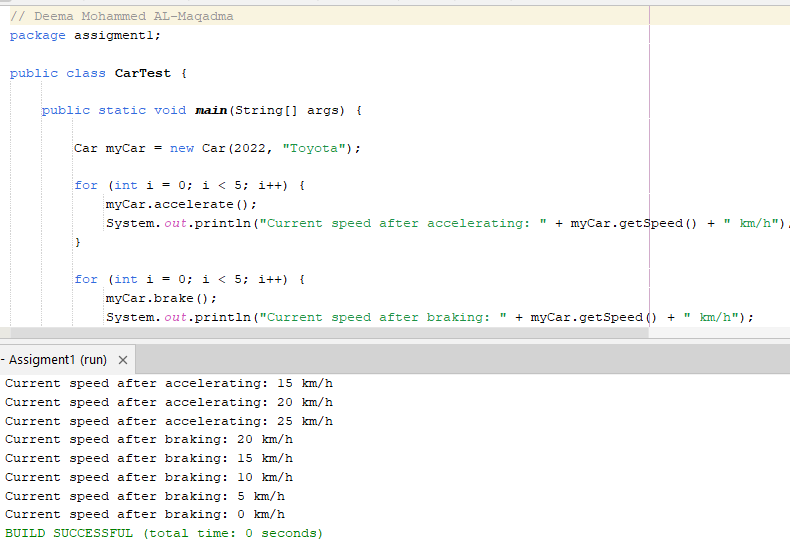 // Deema Mohammed AL-Maqadma
package assigment1;
public class CarTest {
public static void main(String[] args) {
Car myCar = new Car(2022, "Toyota");
for (int i = 0; i < 5; i++) {
myCar.accelerate();
System.out.println("Current speed after accelerating: " + myCar.getSpeed() + " km/h")
}
for (int i = 0; i < 5; i++) {
myCar.brake();
System.out.println("Current speed after braking: " + myCar.getSpeed() + " km/h");
- Assigment1 (run) ×
Current speed after accelerating: 15 km/h
Current speed after accelerating: 20 km/h
Current speed after accelerating: 25 km/h
Current speed after braking: 20 km/h
Current speed after braking: 15 km/h
Current speed after braking: 10 km/h
Current speed after braking: 5 km/h
Current speed after braking: 0 km/h
BUILD SUCCESSFUL (total time: 0 seconds)